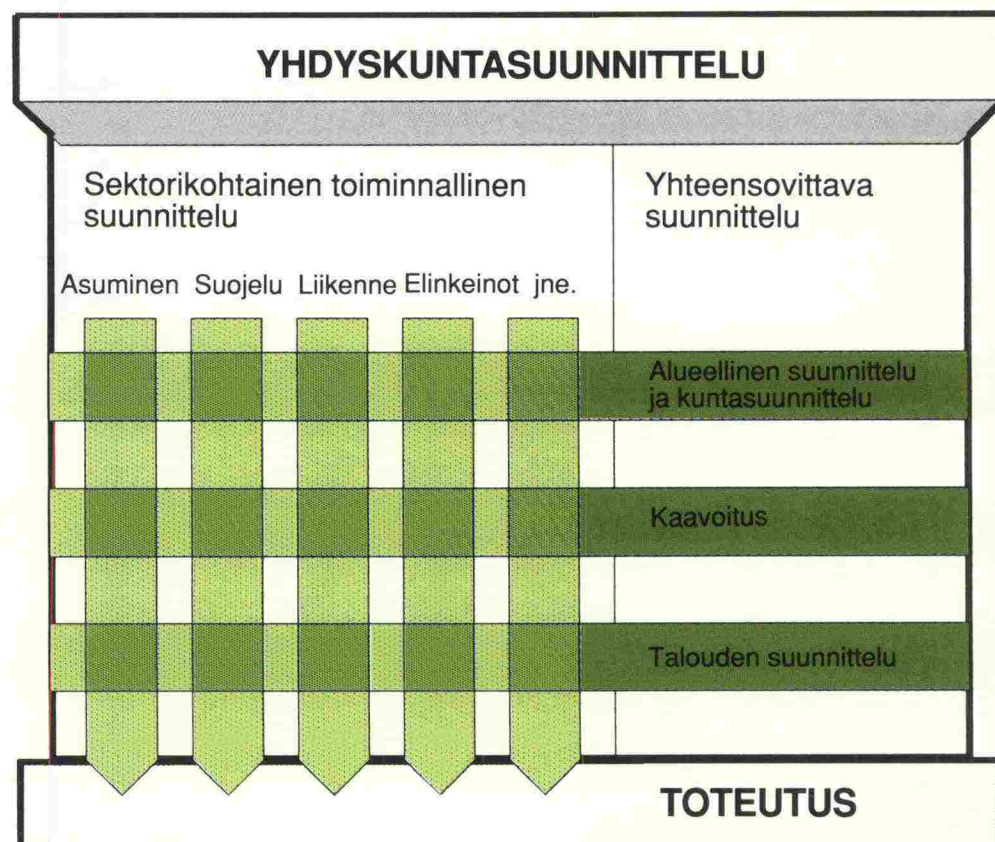 YHDYSKUNTASUUNNITTELU
Sektorikohtainen toiminnallinen
suunnittelu
Yhteensovittava
suunnittelu
Asuminen Suojelu Liikenne Elinkeinot jne.
Alueellinen suunnittelu
ja kuntasuunnittelu
Kaavoitus
Talouden suunnittelu
TOTEUTUS